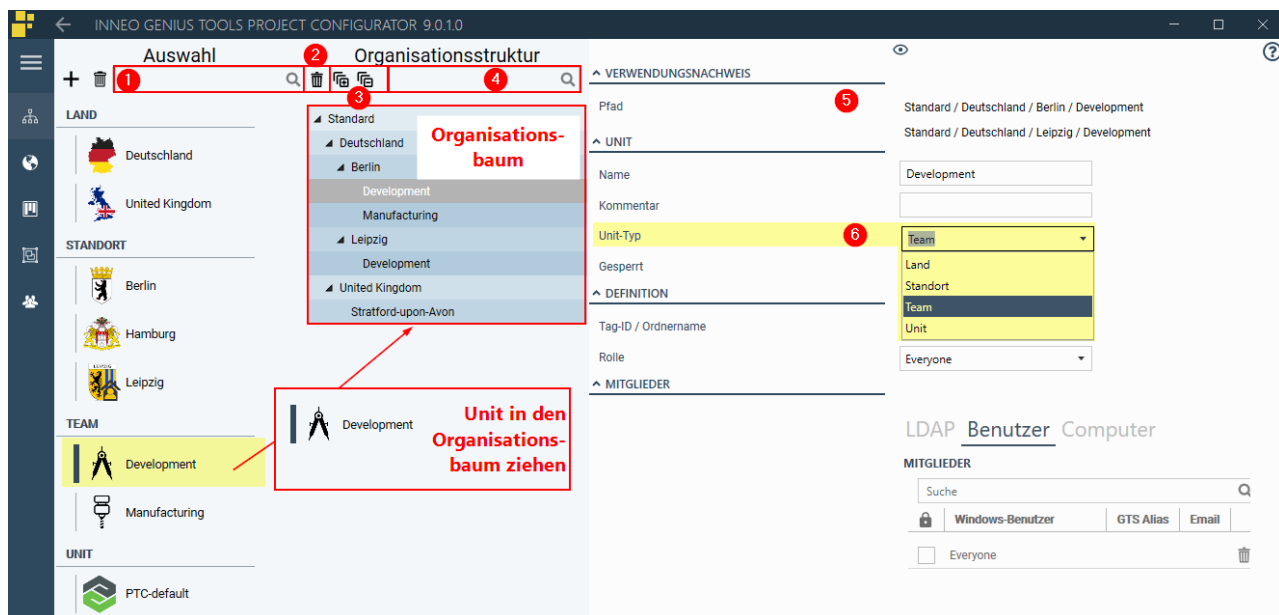 INNEO GENIUS TOOLS PROJECT CONFIGURATOR 9.0.1.0
Auswahl
LAND
Deutschland
United Kingdom
STANDORT
Berlin
Hamburg
LEIPZIG
Leipzig
TEAM
Development
Manufacturing
UNIT
PTC-default
Organisationsstruktur
1
2
3
4
Standard
Deutschland
Berlin
Development
Manufacturing
Leipzig
Development
United Kingdom
Stratford-upon-Avon
Organisations-
baum
Development
Unit in den
Organisations-
baum ziehen
VERWENDUNGSNACHWEIS
Pfad
5
Standard / Deutschland / Berlin / Development
Standard / Deutschland / Leipzig / Development
UNIT
Name
Development
Kommentar
Unit-Typ
6
Team
Land
Standort
Team
Unit
Gesperrt
DEFINITION
Tag-ID / Ordnername
Rolle
Everyone
MITGLIEDER
LDAP Benutzer Computer
MITGLIEDER
Suche
Windows-Benutzer GTS Alias Email
Everyone